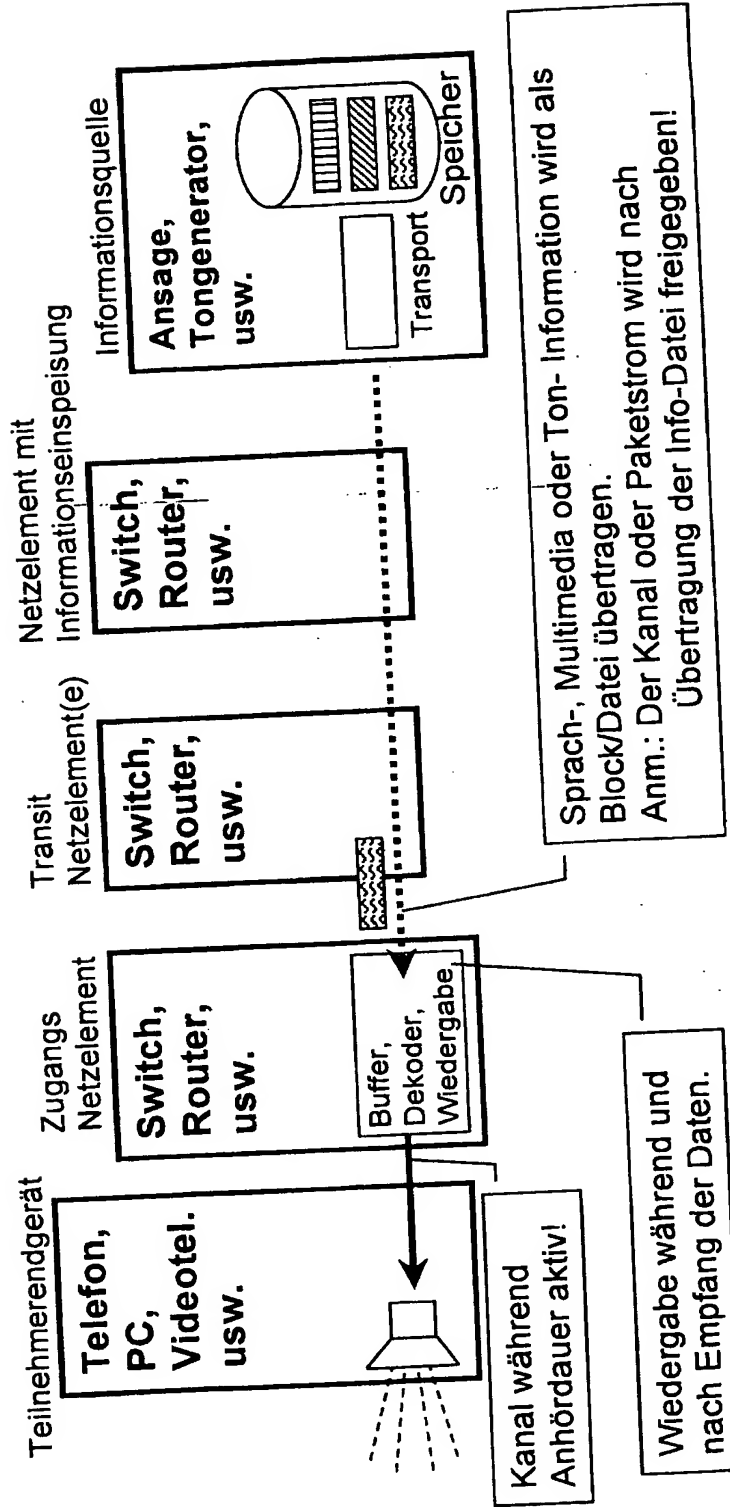 Teilnehmerendgerät
Telefon,
PC,
Videotel.
usw.
Zugangs
Netzelement
Switch,
Router,
usw.
Buffer,
Dekoder,
Wiedergabe
Transit
Netzelement(e)
Switch,
Router,
usw.
Netzelement mit
Informationseinspeisung
Switch,
Router,
usw.
Informationsquelle
Ansage,
Tongenerator,
usw.
Transport
Speicher
Kanal während
Anhördauer aktiv!
Wiedergabe während und
nach Empfang der Daten.
Sprach-, Multimedia oder Ton- Information wird als
Block/Datei übertragen.
Anm.: Der Kanal oder Paketstrom wird nach
Übertragung der Info-Datei freigegeben!